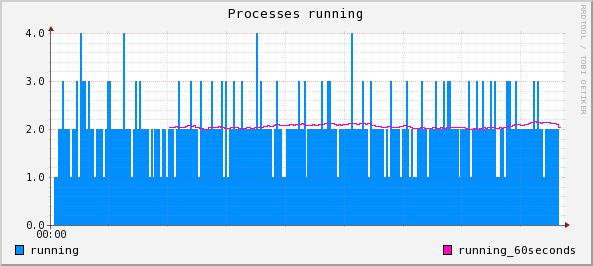 Processes running
RRDTOOL / TOBI OETIKER
4.0
3.0
2.0
1.0
0.0
00:00
running
running_60seconds